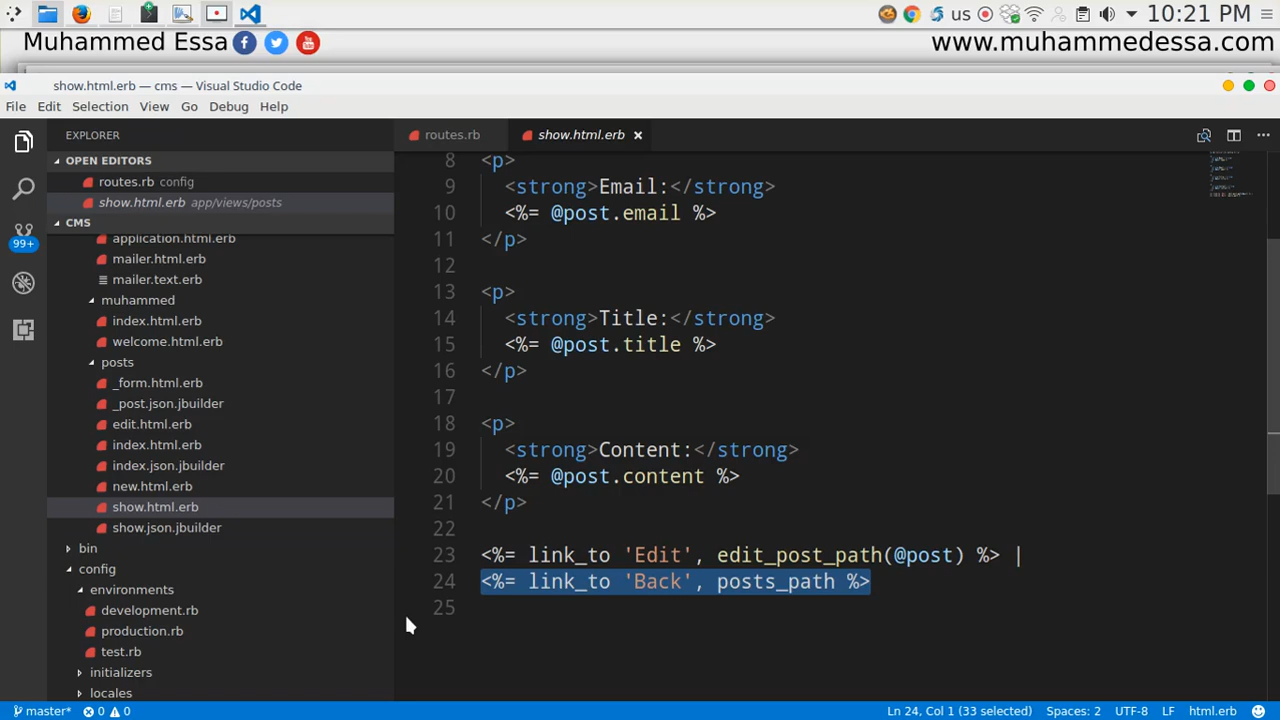 us
10:21 PM
Muhammed Essa
www.muhammedessa.com
show.html.erb — cms — Visual Studio Code
File Edit Selection View Go Debug Help
EXPLORER
routes.rb
show.html.erb
OPEN EDITORS
routes.rb config
show.html.erb app/views/posts
CMS
application.html.erb
mailer.html.erb
mailer.text.erb
muhammed
index.html.erb
welcome.html.erb
posts
_form.html.erb
_post.json.jbuilder
edit.html.erb
index.html.erb
index.json.jbuilder
new.html.erb
show.html.erb
show.json.jbuilder
bin
config
environments
development.rb
production.rb
test.rb
initializers
locales
99+
8 <p>
9 <strong>Email:</strong>
10 <%= @post.email %>
11 </p>
12
13 <p>
14 <strong>Title:</strong>
15 <%= @post.title %>
16 </p>
17
18 <p>
19 <strong>Content:</strong>
20 <%= @post.content %>
21 </p>
22
23 <%= link_to 'Edit', edit_post_path(@post) %> |
24 <%= link_to 'Back', posts_path %>
25
master* 0 0
Ln 24, Col 1 (33 selected) Spaces: 2 UTF-8 LF html.erb